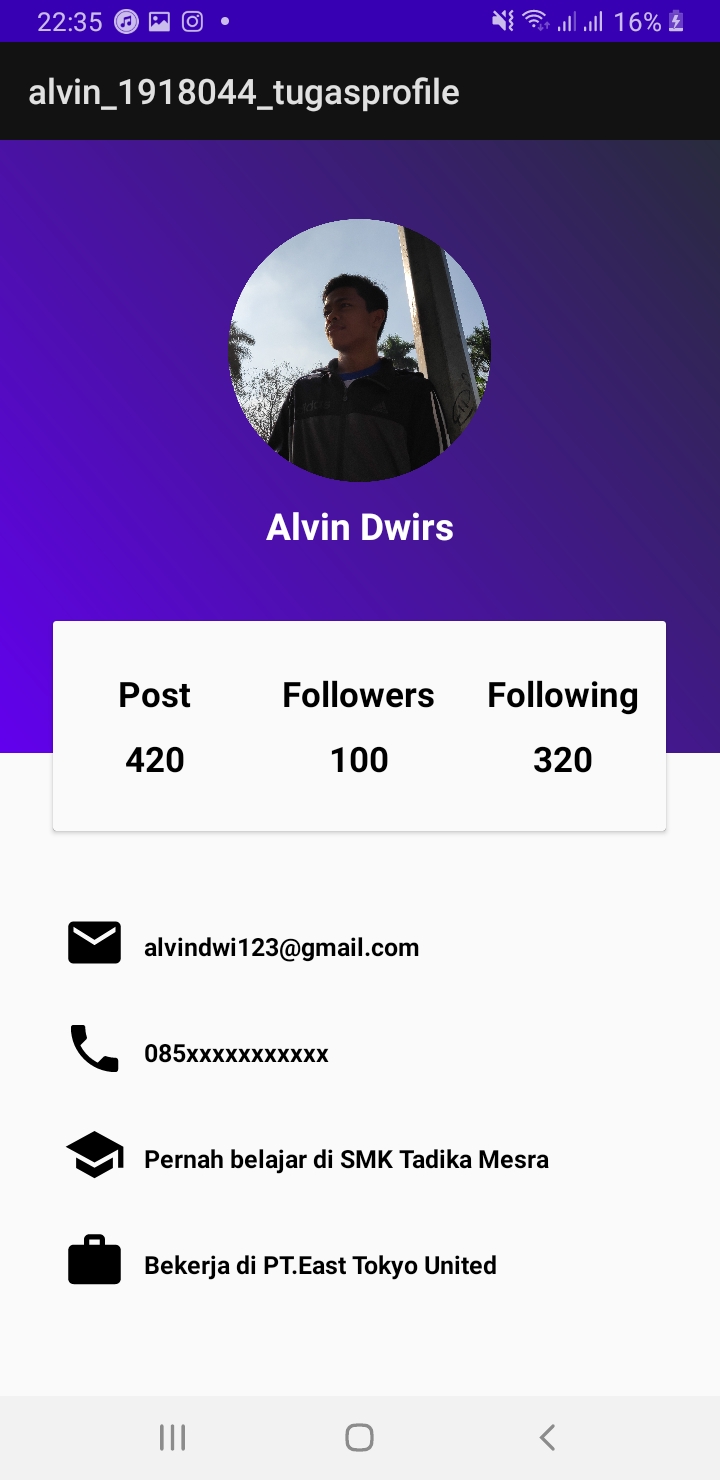 22:35 16%
alvin_1918044_tugasprofile
Alvin Dwirs
Post Followers Following
420 100 320
alvindwi123@gmail.com
085xxxxxxxxxxx
Pernah belajar di SMK Tadika Mesra
Bekerja di PT.East Tokyo United